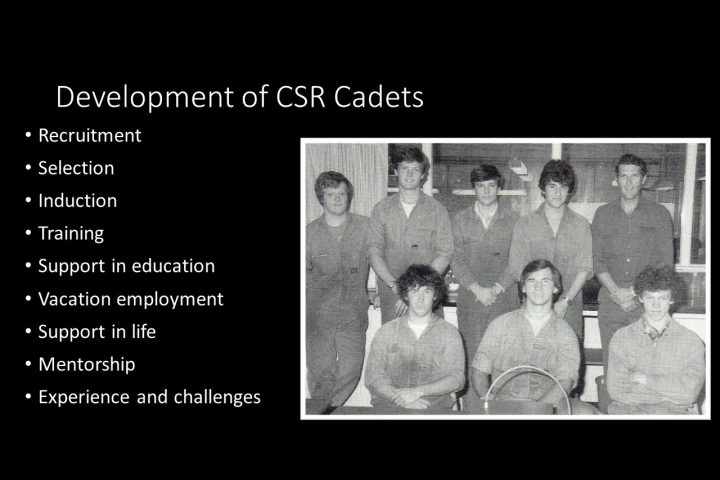 Development of CSR Cadets
• Recruitment
• Selection
• Induction
• Training
• Support in education
• Vacation employment
• Support in life
• Mentorship
• Experience and challenges